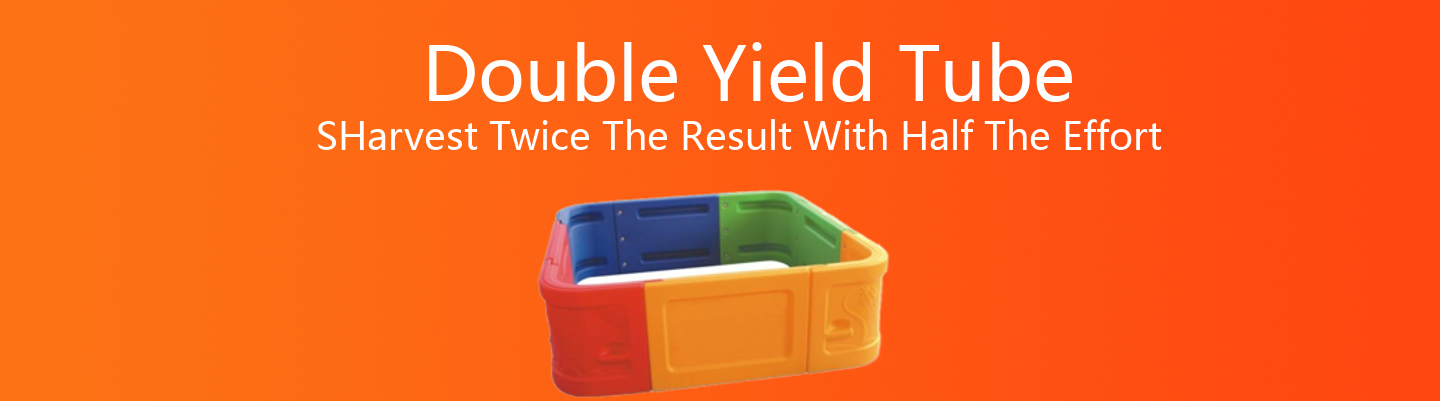 Double Yield Tube
SHarvest Twice The Result With Half The Effort